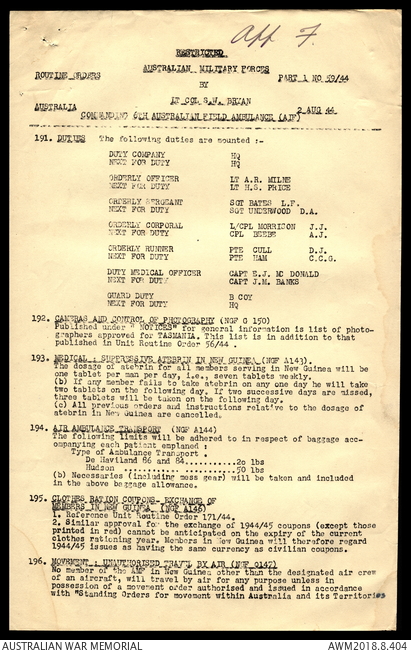 App F.
RESTRICTED
AUSTRALIAN MILITARY FORCES
ROUTINE ORDERS PART 1 NO 59/44
BY
LT COL S.H. BRYAN
AUSTRALIA 2 AUG 44
COMMANDING 6TH AUSTRALIAN FIELD AMBULANCE (AIF)
191. DUTIES The following duties are mounted :-
DUTY COMPANY HQ
NEXT FOR DUTY HQ
ORDERLY OFFICER LT A.R. MILNE
NEXT FOR DUTY LT H.S. PRICE
ORDERLY SERGEANT SGT BATES L.F.
NEXT FOR DUTY SGT UNDERWOOD D.A.
ORDERLY CORPORAL L/CPL MORRISON J.J.
NEXT FOR DUTY CPL BEEBE A.J.
ORDERLY RUNNER PTE CULL D.J.
NEXT FOR DUTY PTE HAM C.C.G.
DUTY MEDICAL OFFICER CAPT E.J. MC DONALD
NEXT FOR DUTY CAPT J.M. BANKS
GUARD DUTY B COY
NEXT FOR DUTY HQ
192. CAMERAS AND CONTROL OF PHOTOGRAPHY (NGF G 150)
Published under " NOTICES" for general information is list of photo-
graphers approved for TASMANIA. This list is in addition to that
published in Unit Routine Order 56/44 .
193. MEDICAL : SUPPRESSIVE ATEBRIN IN NEW GUINEA (NGF A143).
The dosage of atebrin for all members serving in New Guinea will be
one tablet per man per day, i.e., seven tablets weekly.
(b) If any member fails to take atebrin on any one day he will take
two tablets on the following day. If two successive days are missed,
three tablets will be taken on the following day.
(c) All previous orders and instructions relative to the dosage of
atebrin in New Guinea are cancelled.
194. AIR AMBULANCE TRANSPORT (NGF A144)
The following limits will be adhered to in respect of baggage acc-
ompanying each patient emplaned :
Type of Ambulance Transport .
De Haviland 86 and 84 ...........20 lbs
Hudson ..........................50 lbs
(b) Necessaries (including mess gear) will be taken and included
in the above baggage allowance.
195. CLOTHES RATION COUPONS- EXCHANGE OF
MEMBERS IN NEW GUINEA (NGF A146)
1. Reference Unit Routine Order 171/44.
2. Similar approval for the exchange of 1944/45 coupons (except those
printed in red) cannot be anticipated on the expiry of the current
clothes rationing year. Members in New Guinea will therefore regard
1944/45 issues as having the same currency as civilian coupons.
196. MOVEMENT : UNAUTHORISED TRAVEL BY AIR (NGF G147)
No member of the AMF in New Guinea other than the designated air crew
of an aircraft, will travel by air for any purpose unless in
possession of a movement order authorised and issued in accordance
with "Standing Orders for movement within Australia and its Territories
AUSTRALIAN WAR MEMORIAL AWM2018.8.404